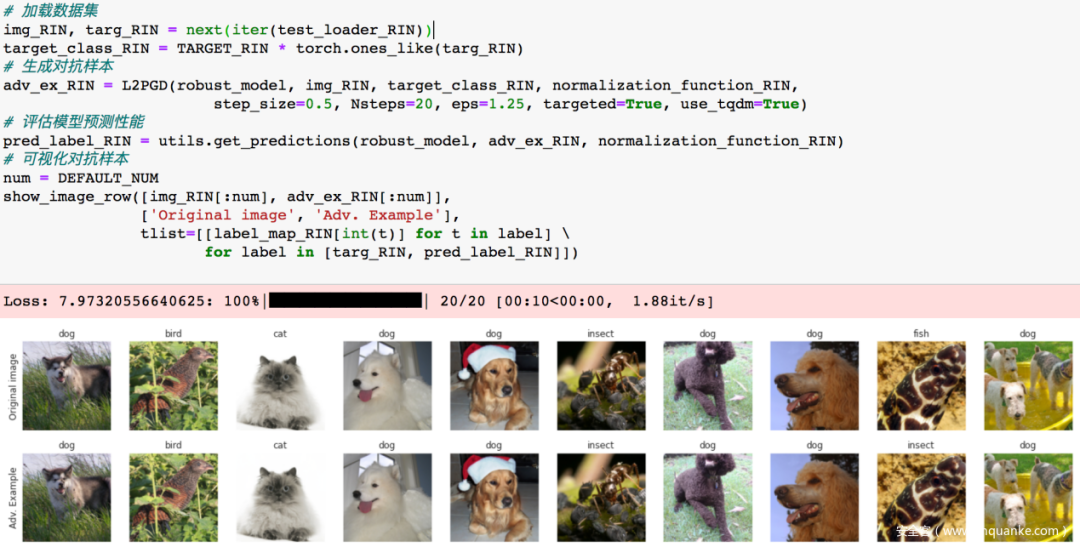 # 加载数据集
img_RIN, targ_RIN = next(iter(test_loader_RIN))
target_class_RIN = TARGET_RIN * torch.ones_like(targ_RIN)
# 生成对抗样本
adv_ex_RIN = L2PGD(robust_model, img_RIN, target_class_RIN, normalization_function_RIN,
step_size=0.5, Nsteps=20, eps=1.25, targeted=True, use_tqdm=True)
# 评估模型预测性能
pred_label_RIN = utils.get_predictions(robust_model, adv_ex_RIN, normalization_function_RIN)
# 可视化对抗样本
num = DEFAULT_NUM
show_image_row([img_RIN[:num], adv_ex_RIN[:num]],
['Original image', 'Adv. Example'],
tlist=[[label_map_RIN[int(t)] for t in label] \
for label in [targ_RIN, pred_label_RIN]])
Loss: 7.97320556640625: 100%|██████████| 20/20 [00:10<00:00, 1.88it/s]
dog bird cat dog dog insect dog dog fish dog
Original image
dog bird cat dog dog insect dog dog insect dog
Adv. Example